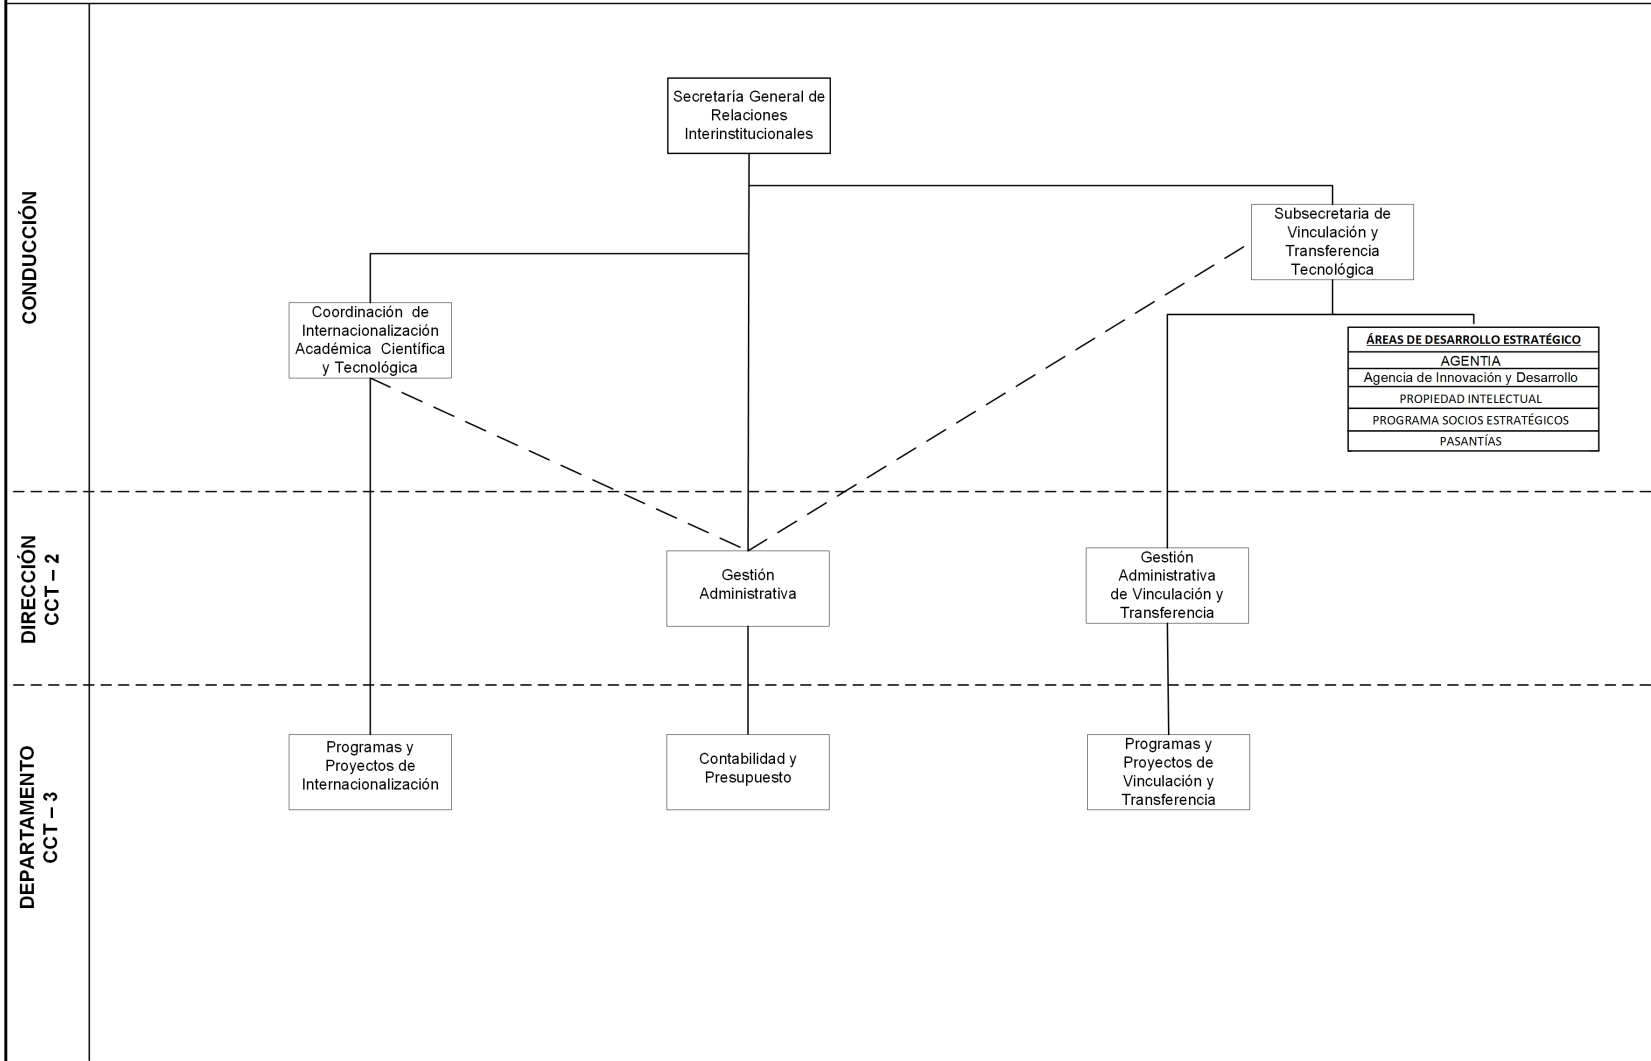 CONDUCCIÓN
Secretaría General de
Relaciones
Interinstitucionales
Subsecretaria de
Vinculación y
Transferencia
Tecnológica
Coordinación de
Internacionalización
Académica Científica
y Tecnológica
ÁREAS DE DESARROLLO ESTRATÉGICO
AGENTIA
Agencia de Innovación y Desarrollo
PROPIEDAD INTELECTUAL
PROGRAMA SOCIOS ESTRATÉGICOS
PASANTÍAS
DIRECCIÓN
CCT – 2
Gestión
Administrativa
Gestión
Administrativa
de Vinculación y
Transferencia
DEPARTAMENTO
CCT – 3
Programas y
Proyectos de
Internacionalización
Contabilidad y
Presupuesto
Programas y
Proyectos de
Vinculación y
Transferencia